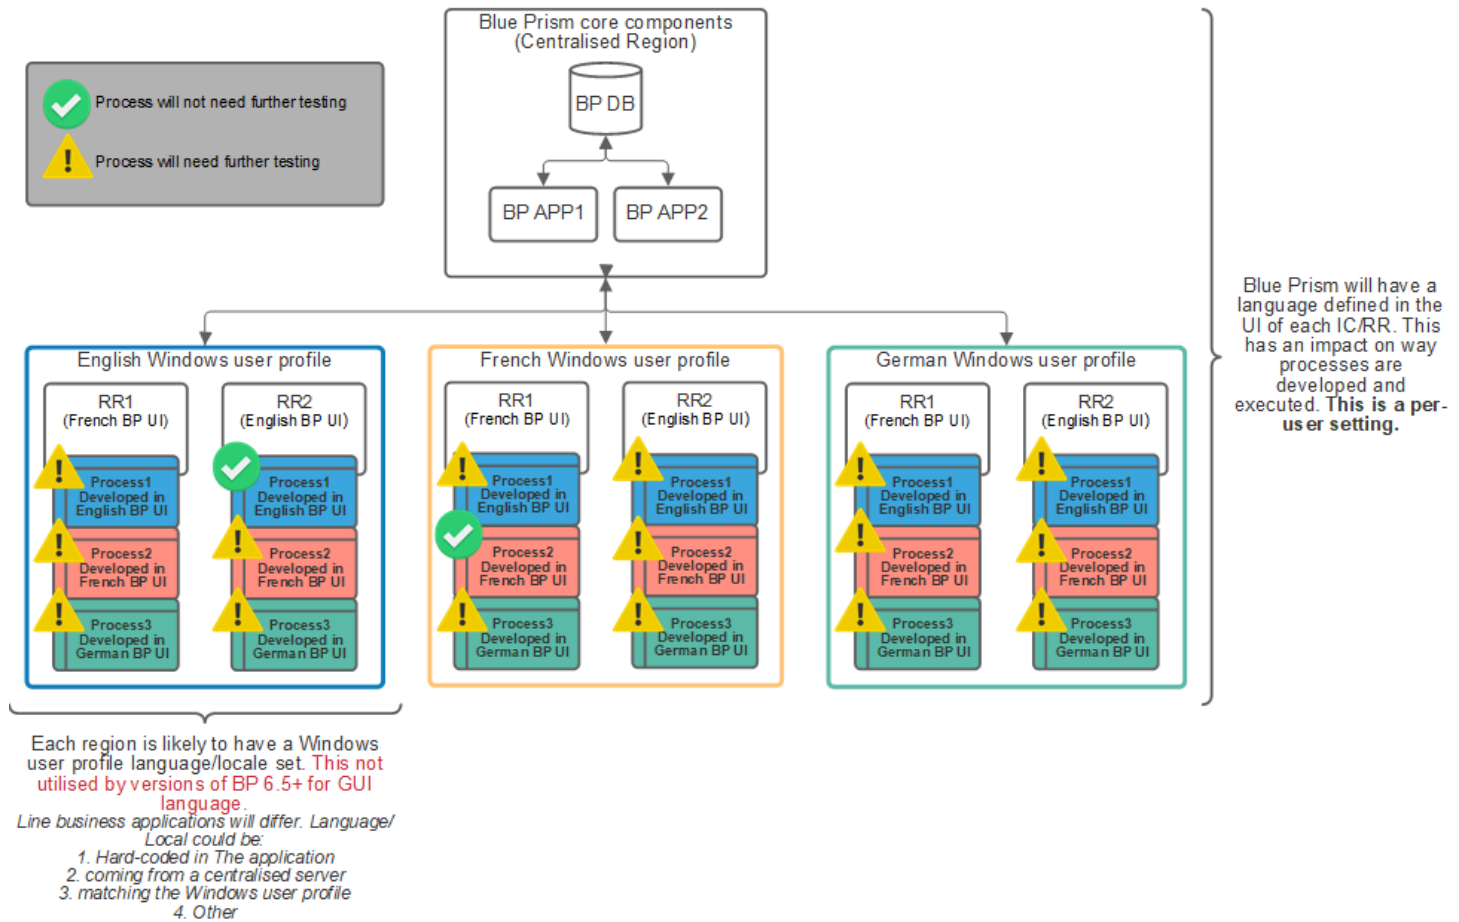 Blue Prism core components
(Centralised Region)
BP DB
BP APP1
BP APP2
Process will not need further testing
Process will need further testing
English Windows user profile
RR1
(French BP UI)
Process1
Developed in
English BP UI
Process2
Developed in
French BP UI
Process3
Developed in
German BP UI
RR2
(English BP UI)
Process1
Developed in
English BP UI
Process2
Developed in
French BP UI
Process3
Developed in
German BP UI
French Windows user profile
RR1
(French BP UI)
Process1
Developed in
English BP UI
Process2
Developed in
French BP UI
Process3
Developed in
German BP UI
RR2
(English BP UI)
Process1
Developed in
English BP UI
Process2
Developed in
French BP UI
Process3
Developed in
German BP UI
German Windows user profile
RR1
(French BP UI)
Process1
Developed in
English BP UI
Process2
Developed in
French BP UI
Process3
Developed in
German BP UI
RR2
(English BP UI)
Process1
Developed in
English BP UI
Process2
Developed in
French BP UI
Process3
Developed in
German BP UI
Blue Prism will have a
language defined in the
UI of each IC/RR. This
has an impact on way
processes are
developed and
executed. This is a per-
user setting.
Each region is likely to have a Windows
user profile language/locale set. This not
utilised by versions of BP 6.5+ for GUI
language.
Line business applications will differ. Language/
Local could be:
1. Hard-coded in The application
2. coming from a centralised server
3. matching the Windows user profile
4. Other